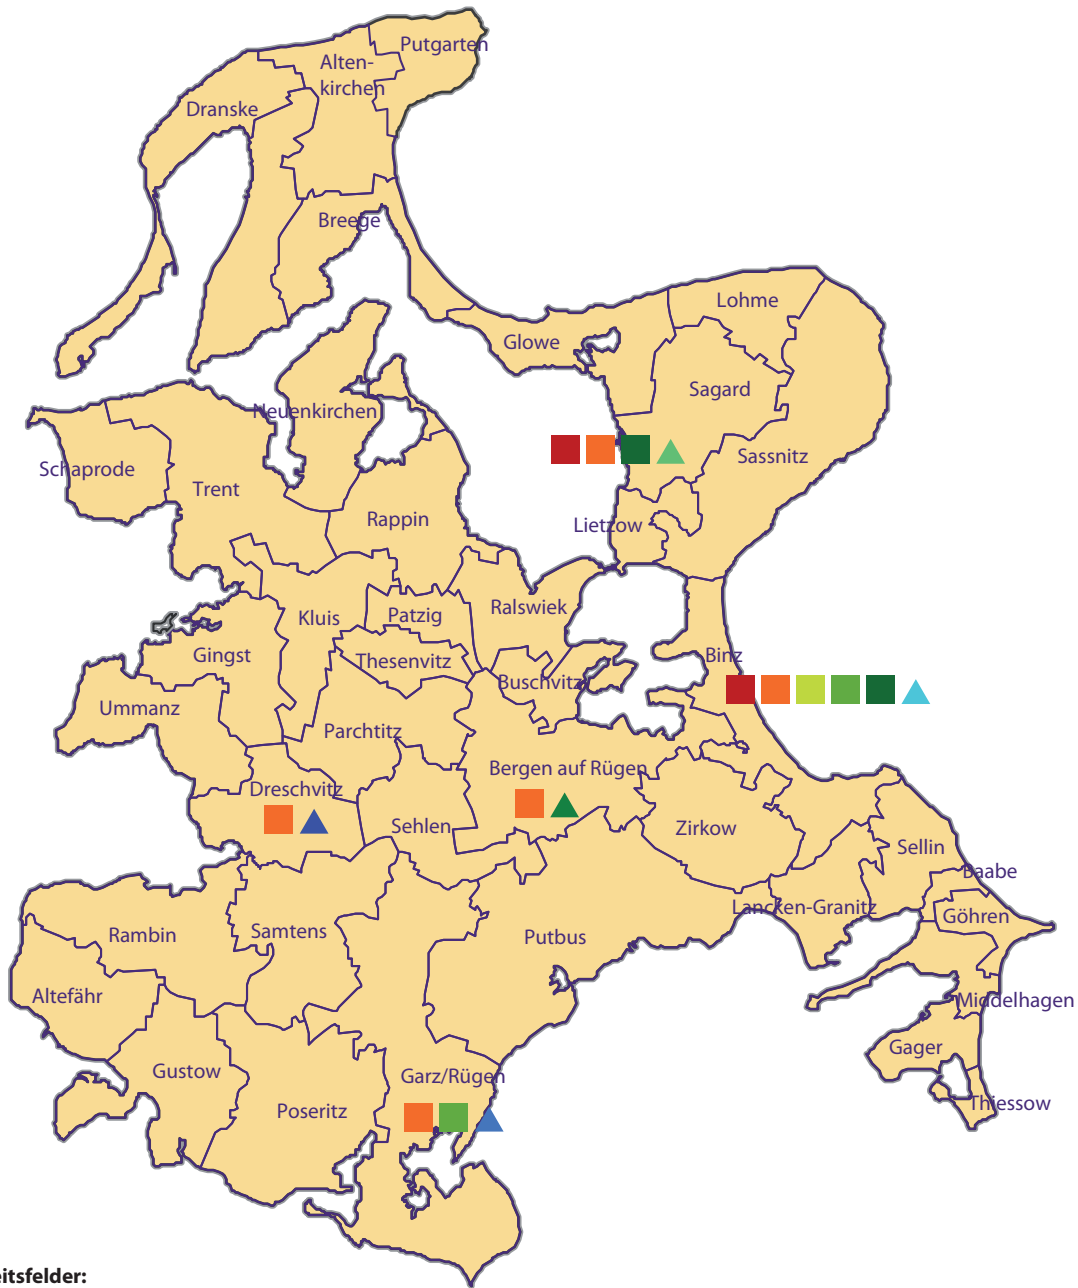 Putgarten
Alten-
kirchen
Dranske
Breege
Lohme
Glowe
Sagard
Neuenkirchen
Schaprode
Sassnitz
Trent
Rappin
Lietzow
Ralswiek
Patzig
Kluis
Binz
Gingst
Thesenvitz
Buschvitz
Ummanz
Parchtitz
Bergen auf Rügen
Dreschvitz
Sehlen
Zirkow
Sellin
Baabe
Lancken-Granitz
Göhren
Rambin
Samtens
Putbus
Altefähr
Middelhagen
Gager
Gustow
Garz/Rügen
Poseritz
Thiessow
eitsfelder: